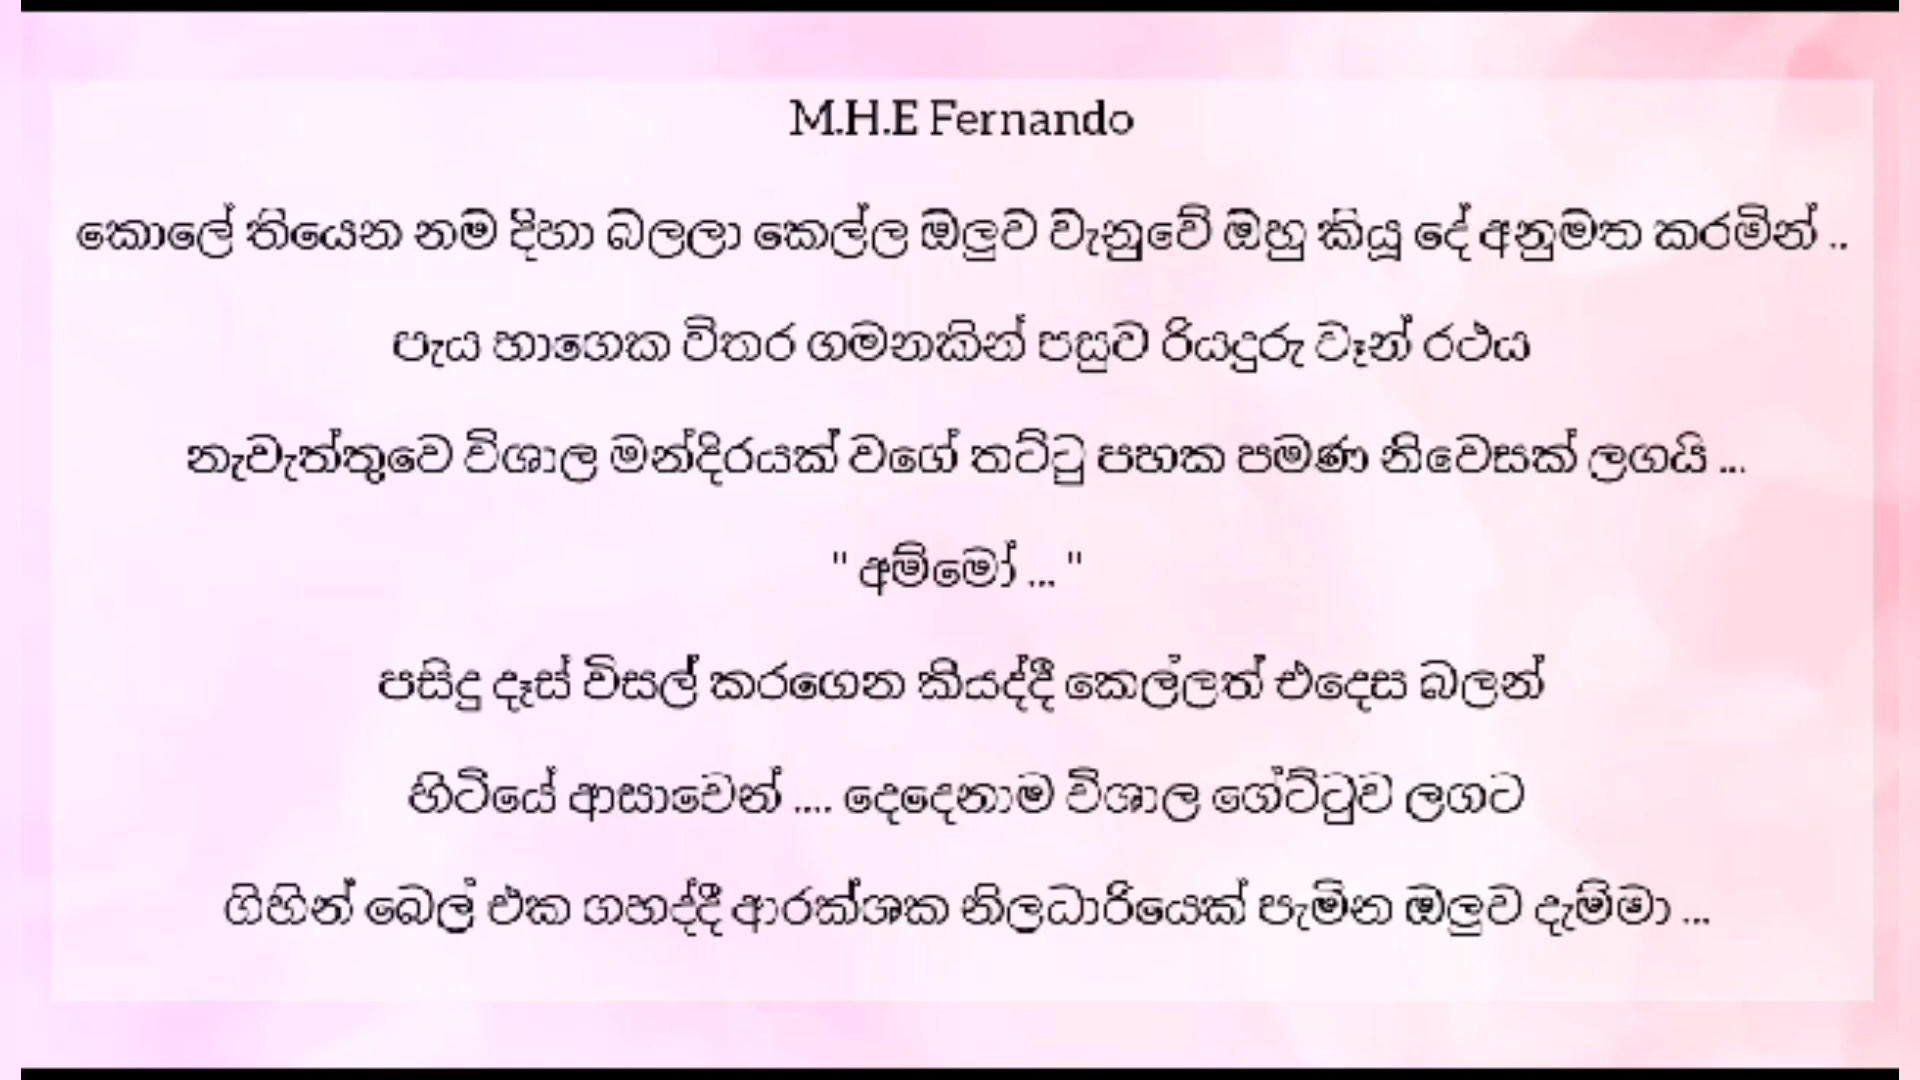 M.H.E Fernando
කොලේ තියෙන නම දිහා බලලා කෙල්ල ඔලුව වැනුවේ ඔහු කියූ දේ අනුමත කරමින් ..
පැය භාගෙක විතර ගමනකින් පසුව රියදුරු වෑන් රථය
නැවැත්තුවෙ විශාල මන්දිරයක් වගේ තට්ටු පහක පමණ නිවෙසක් ලගයි ...
" අම්මෝ ... "
පසිඳු දෑස් විසල් කරගෙන කියද්දී කෙල්ලත් එදෙස බලන්
හිටියේ ආසාවෙන් .... දෙදෙනාම විශාල ගේට්ටුව ලගට
ගිහින් බෙල් එක ගහද්දී ආරක්ශක නිලධාරියෙක් පැමින ඔලුව දැම්මා ...